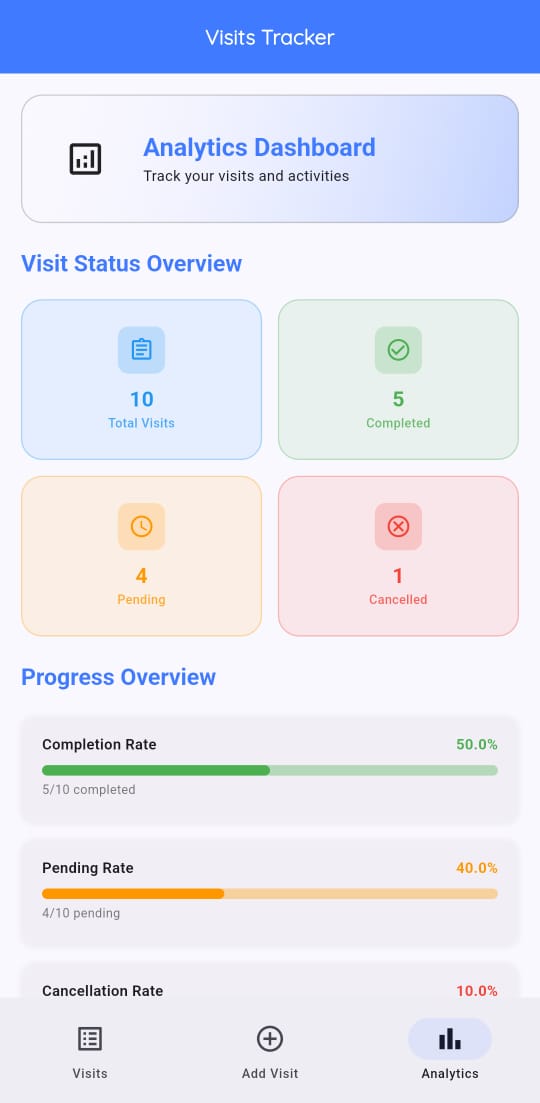 Visits Tracker
Analytics Dashboard
Track your visits and activities
Visit Status Overview
10
Total Visits
5
Completed
4
Pending
1
Cancelled
Progress Overview
Completion Rate 50.0%
5/10 completed
Pending Rate 40.0%
4/10 pending
Cancellation Rate 10.0%
Visits Add Visit Analytics